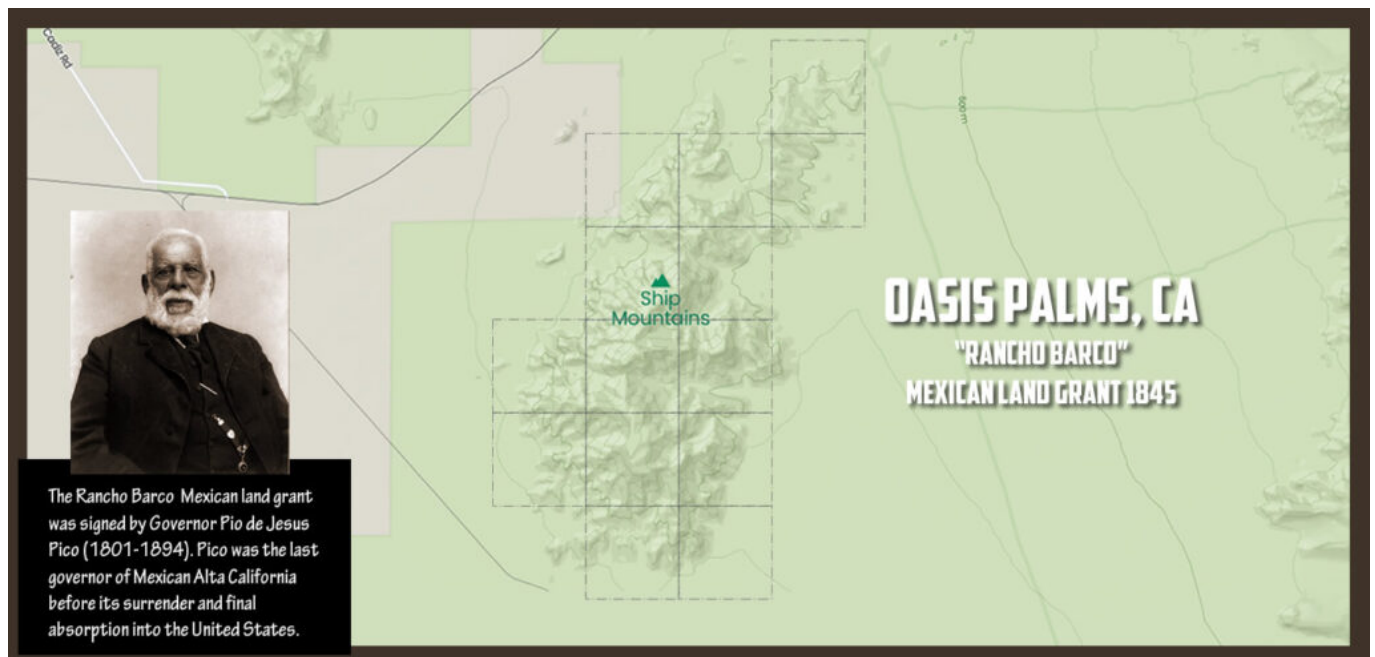 Cadiz Rd
500 m
Ship
Mountains
OASIS PALMS, CA
"RANCHO BARCO"
MEXICAN LAND GRANT 1845
The Rancho Barco Mexican land grant
was signed by Governor Pio de Jesus
Pico (1801-1894). Pico was the last
governor of Mexican Alta California
before its surrender and final
absorption into the United States.